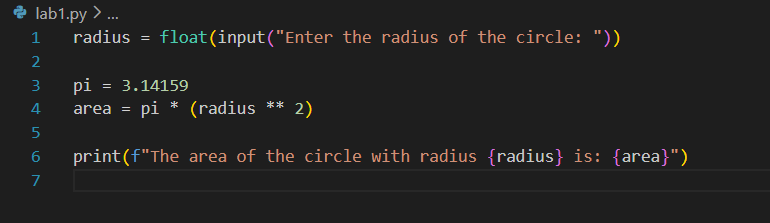 lab1.py > ...
1 radius = float(input("Enter the radius of the circle: "))
2
3 pi = 3.14159
4 area = pi * (radius ** 2)
5
6 print(f"The area of the circle with radius {radius} is: {area}")
7